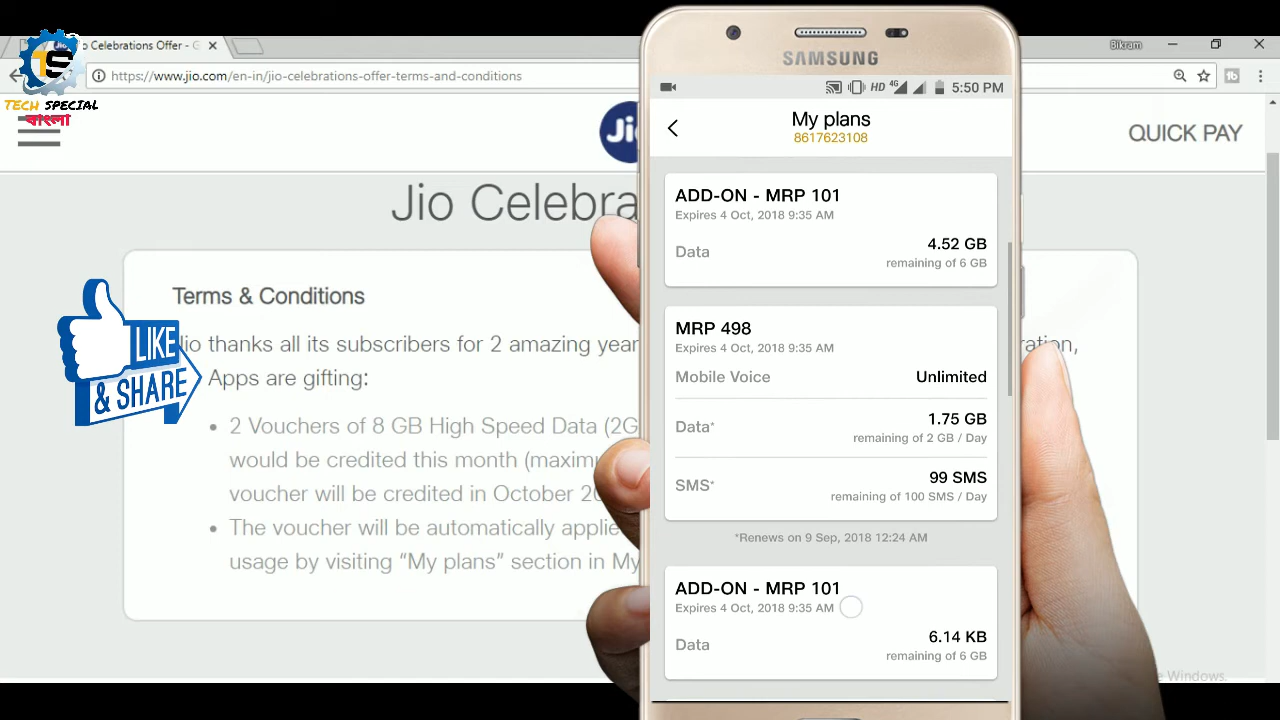 Jio Celebrations Offer - G
Bikram
https://www.jio.com/en-in/jio-celebrations-offer-terms-and-conditions
TS
TECH SPECIAL
বাংলা
Jio
QUICK PAY
Jio Celebra
Terms & Conditions
Jio thanks all its subscribers for 2 amazing year
Apps are gifting:
2 Vouchers of 8 GB High Speed Data (2G
would be credited this month (maxim
voucher will be credited in October 20
The voucher will be automatically applie
usage by visiting “My plans” section in My
LIKE
& SHARE
SAMSUNG
HD 4G 5:50 PM
My plans
8617623108
ADD-ON - MRP 101
Expires 4 Oct, 2018 9:35 AM
Data 4.52 GB
remaining of 6 GB
MRP 498
Expires 4 Oct, 2018 9:35 AM
Mobile Voice Unlimited
Data* 1.75 GB
remaining of 2 GB / Day
SMS* 99 SMS
remaining of 100 SMS / Day
*Renews on 9 Sep, 2018 12:24 AM
ADD-ON - MRP 101
Expires 4 Oct, 2018 9:35 AM
Data 6.14 KB
remaining of 6 GB
Windows.